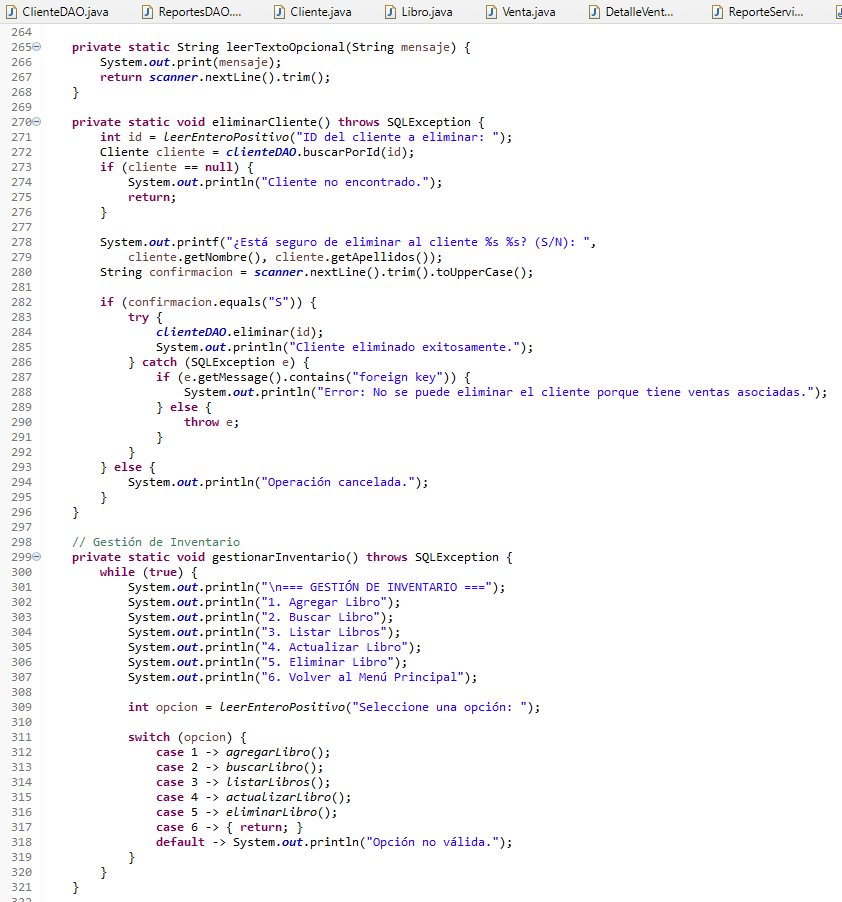 ClienteDAO.java ReportesDAO.... Cliente.java Libro.java Venta.java DetalleVent... ReporteServi...
264
265 private static String leerTextoOpcional(String mensaje) {
266 System.out.print(mensaje);
267 return scanner.nextLine().trim();
268 }
269
270 private static void eliminarCliente() throws SQLException {
271 int id = leerEnteroPositivo("ID del cliente a eliminar: ");
272 Cliente cliente = clienteDAO.buscarPorId(id);
273 if (cliente == null) {
274 System.out.println("Cliente no encontrado.");
275 return;
276 }
277
278 System.out.printf("¿Está seguro de eliminar al cliente %s %s? (S/N): ",
279 cliente.getNombre(), cliente.getApellidos());
280 String confirmacion = scanner.nextLine().trim().toUpperCase();
281
282 if (confirmacion.equals("S")) {
283 try {
284 clienteDAO.eliminar(id);
285 System.out.println("Cliente eliminado exitosamente.");
286 } catch (SQLException e) {
287 if (e.getMessage().contains("foreign key")) {
288 System.out.println("Error: No se puede eliminar el cliente porque tiene ventas asociadas.");
289 } else {
290 throw e;
291 }
292 }
293 } else {
294 System.out.println("Operación cancelada.");
295 }
296 }
297
298 // Gestión de Inventario
299 private static void gestionarInventario() throws SQLException {
300 while (true) {
301 System.out.println("\n=== GESTIÓN DE INVENTARIO ===");
302 System.out.println("1. Agregar Libro");
303 System.out.println("2. Buscar Libro");
304 System.out.println("3. Listar Libros");
305 System.out.println("4. Actualizar Libro");
306 System.out.println("5. Eliminar Libro");
307 System.out.println("6. Volver al Menú Principal");
308
309 int opcion = leerEnteroPositivo("Seleccione una opción: ");
310
311 switch (opcion) {
312 case 1 -> agregarLibro();
313 case 2 -> buscarLibro();
314 case 3 -> listarLibros();
315 case 4 -> actualizarLibro();
316 case 5 -> eliminarLibro();
317 case 6 -> { return; }
318 default -> System.out.println("Opción no válida.");
319 }
320 }
321 }
322